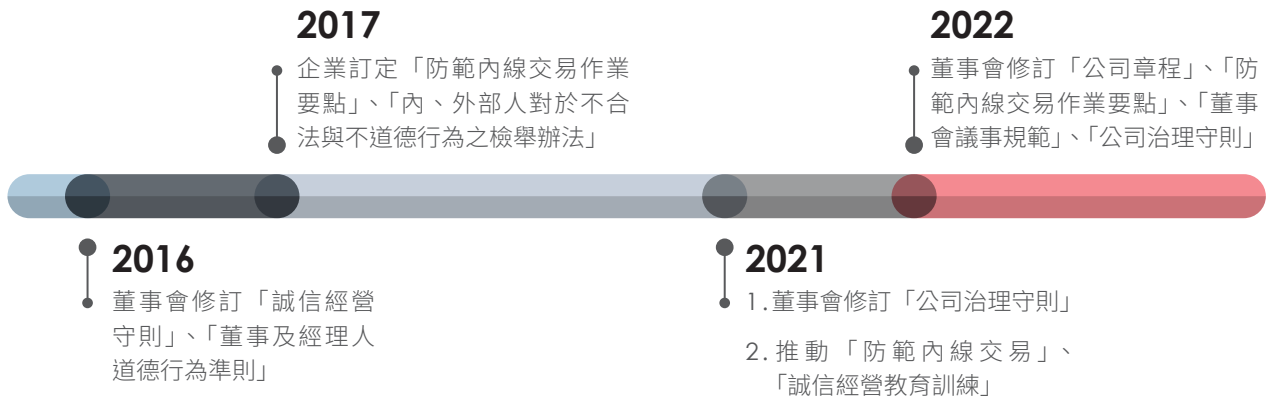 2017
企業訂定「防範內線交易作業
要點」、「內、外部人對於不合
法與不道德行為之檢舉辦法」
2022
董事會修訂「公司章程」、「防
範內線交易作業要點」、「董事
會議事規範」、「公司治理守則」
2016
董事會修訂「誠信經營
守則」、「董事及經理人
道德行為準則」
2021
1.董事會修訂「公司治理守則」
2.推動「防範內線交易」、
「誠信經營教育訓練」